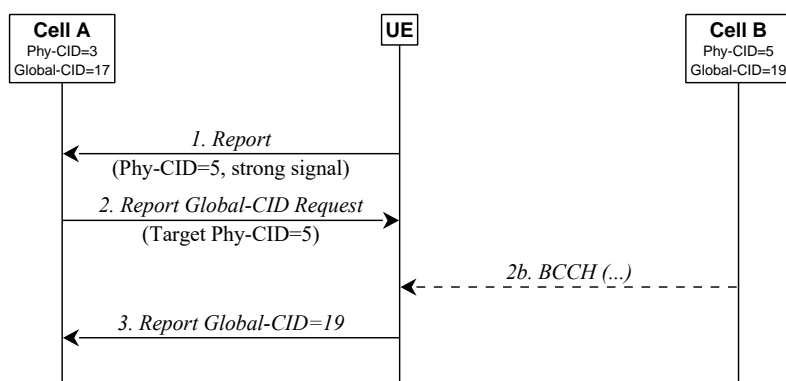 Cell A
Phy-CID=3
Global-CID=17
UE
Cell B
Phy-CID=5
Global-CID=19
1. Report
(Phy-CID=5, strong signal)
2. Report Global-CID Request
(Target Phy-CID=5)
2b. BCCH (...)
3. Report Global-CID=19